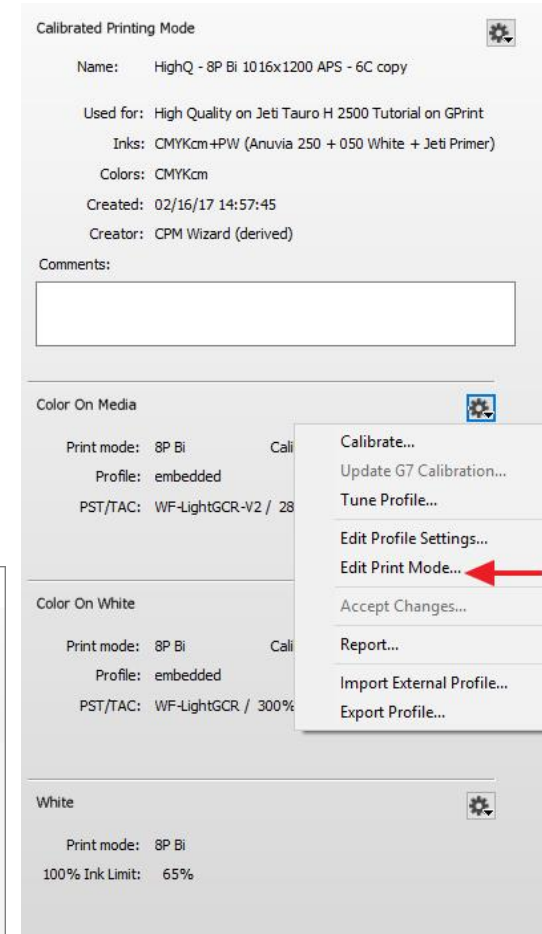 Calibrated Printing Mode
Name: HighQ - 8P Bi 1016x1200 APS - 6C copy
Used for: High Quality on Jeti Tauro H 2500 Tutorial on GPrint
Inks: CMYKcm+PW (Anuvia 250 + 050 White + Jeti Primer)
Colors: CMYKcm
Created: 02/16/17 14:57:45
Creator: CPM Wizard (derived)
Comments:
Color On Media
Print mode: 8P Bi Cali
Profile: embedded
PST/TAC: WF-LightGCR-V2 / 28
Calibrate...
Update G7 Calibration...
Tune Profile...
Edit Profile Settings...
Edit Print Mode...
Accept Changes...
Report...
Import External Profile...
Export Profile...
Color On White
Print mode: 8P Bi Cali
Profile: embedded
PST/TAC: WF-LightGCR / 300%
White
Print mode: 8P Bi
100% Ink Limit: 65%